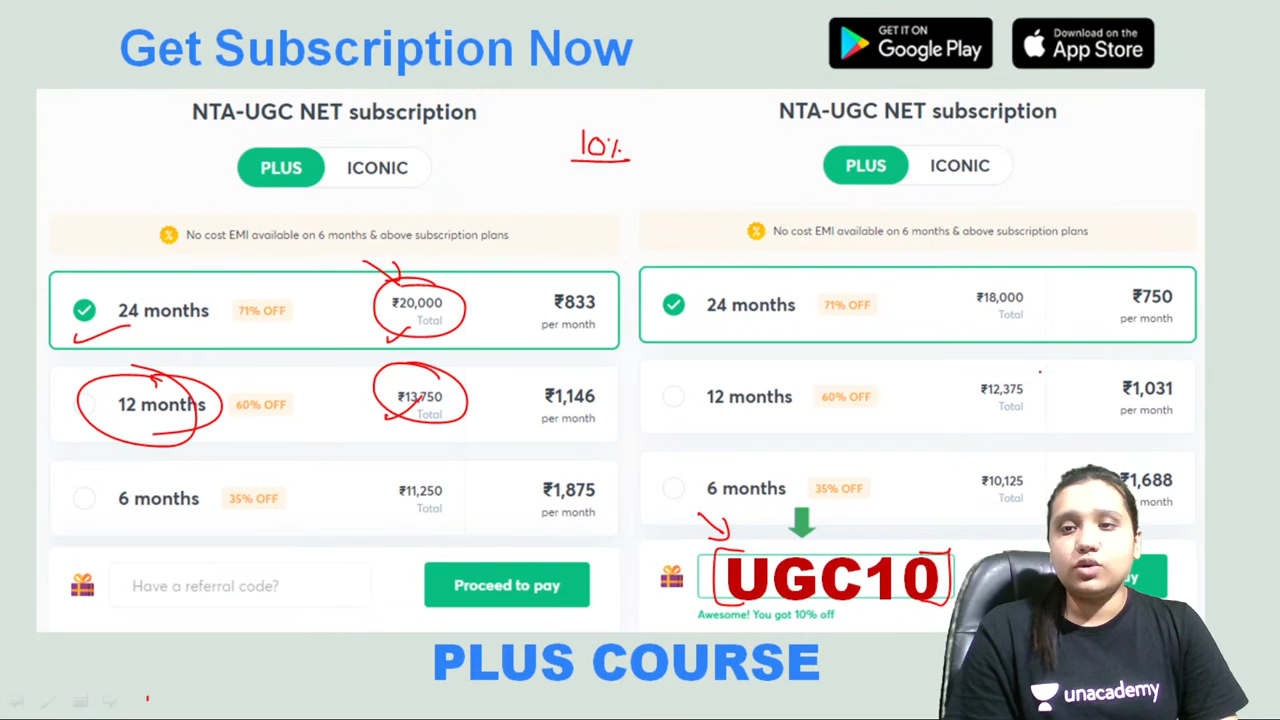 Get Subscription Now
GET IT ON
Google Play
Download on the
App Store
NTA-UGC NET subscription
PLUS ICONIC
No cost EMI available on 6 months & above subscription plans
24 months 71% OFF ₹20,000 ₹833
Total per month
12 months 60% OFF ₹13,750 ₹1,146
Total per month
6 months 35% OFF ₹11,250 ₹1,875
Total per month
Have a referral code? Proceed to pay
10%
NTA-UGC NET subscription
PLUS ICONIC
No cost EMI available on 6 months & above subscription plans
24 months 71% OFF ₹18,000 ₹750
Total per month
12 months 60% OFF ₹12,375 ₹1,031
Total per month
6 months 35% OFF ₹10,125 ₹1,688
Total month
UGC10
Awesome! You got 10% off
PLUS COURSE
unacademy